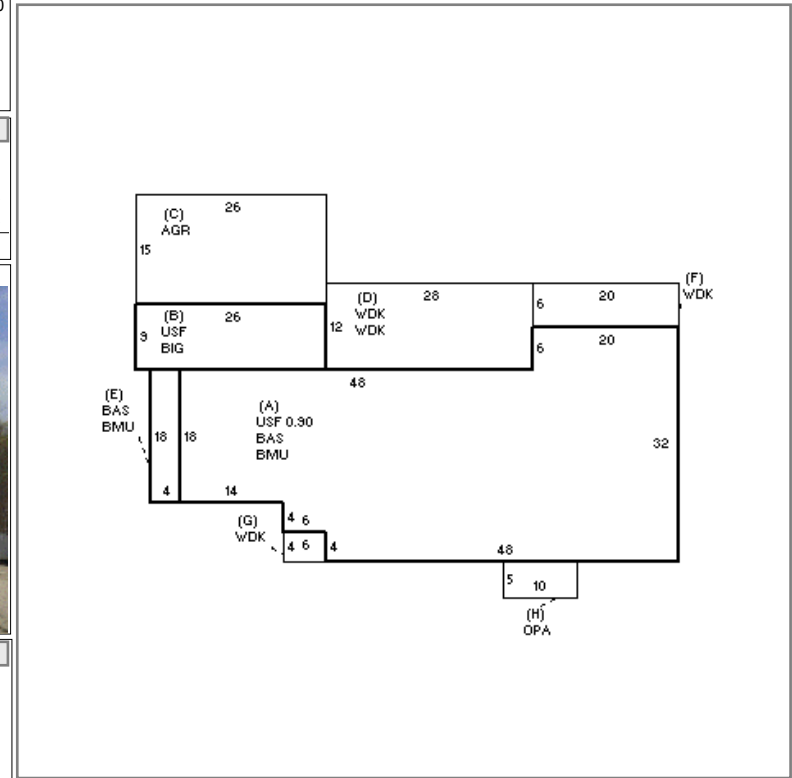 (C)
AGR
26
15
(B)
USF
BIG
26
9
(D)
WDK
WDK
28
12
6
20
(F)
WDK
6
20
48
(E)
BAS
BMU
18
18
4
14
(A)
USF 0.90
BAS
BMU
32
(G)
WDK
4 6
4 6
4
48
5
10
(H)
OPA